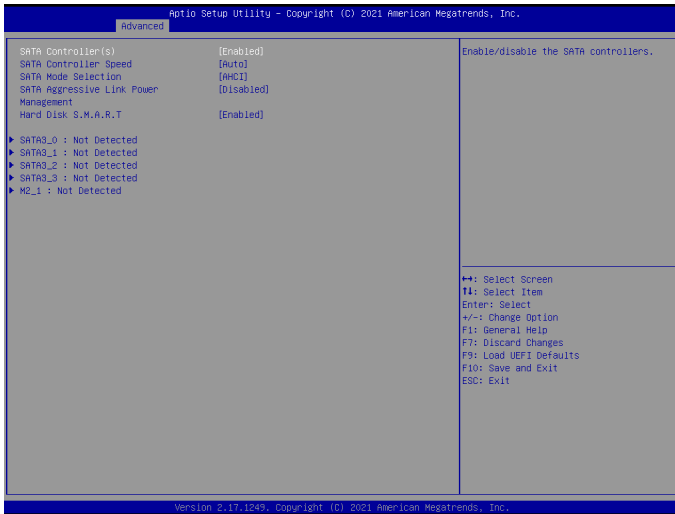 Aptio Setup Utility – Copyright (C) 2021 American Megatrends, Inc.
Advanced
SATA Controller(s) [Enabled]
SATA Controller Speed [Auto]
SATA Mode Selection [AHCI]
SATA Aggressive Link Power [Disabled]
Management
Hard Disk S.M.A.R.T [Enabled]
SATA3_0 : Not Detected
SATA3_1 : Not Detected
SATA3_2 : Not Detected
SATA3_3 : Not Detected
M2_1 : Not Detected
Enable/disable the SATA controllers.
↔: Select Screen
↑↓: Select Item
Enter: Select
+/-: Change Option
F1: General Help
F7: Discard Changes
F9: Load UEFI Defaults
F10: Save and Exit
ESC: Exit
Version 2.17.1249. Copyright (C) 2021 American Megatrends, Inc.